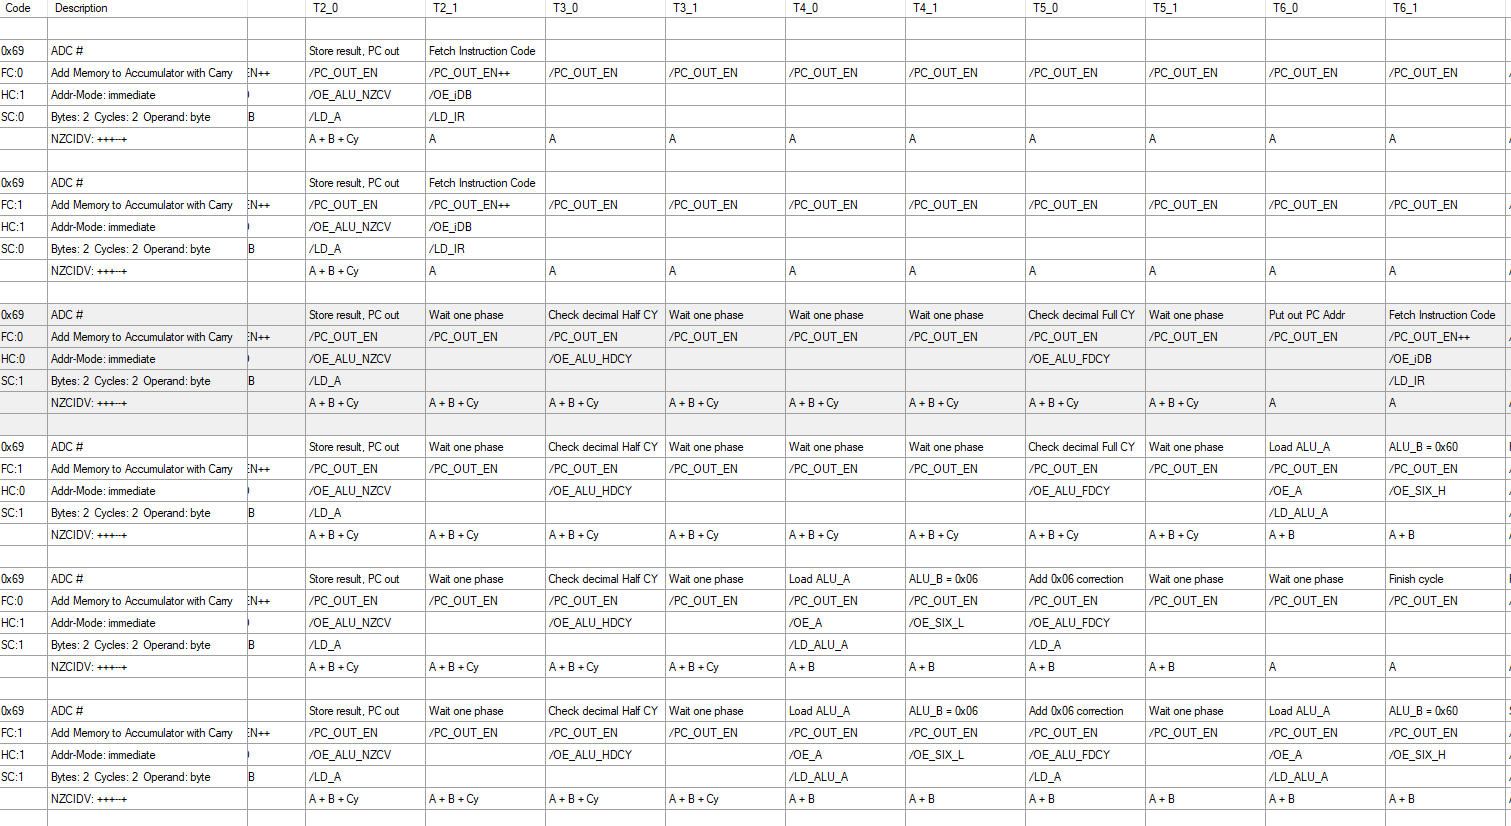 Code Description T2_0 T2_1 T3_0 T3_1 T4_0 T4_1 T5_0 T5_1 T6_0 T6_1
0x69 ADC # Store result, PC out Fetch Instruction Code
FC:0 Add Memory to Accumulator with Carry EN++ /PC_OUT_EN /PC_OUT_EN++ /PC_OUT_EN /PC_OUT_EN /PC_OUT_EN /PC_OUT_EN /PC_OUT_EN /PC_OUT_EN /PC_OUT_EN /PC_OUT_EN
HC:1 Addr-Mode: immediate /OE_ALU_NZCV /OE_iDB
SC:0 Bytes: 2 Cycles: 2 Operand: byte B /LD_A /LD_IR
NZCIDV: +++--+ A + B + Cy A A A A A A A A A
0x69 ADC # Store result, PC out Fetch Instruction Code
FC:1 Add Memory to Accumulator with Carry EN++ /PC_OUT_EN /PC_OUT_EN++ /PC_OUT_EN /PC_OUT_EN /PC_OUT_EN /PC_OUT_EN /PC_OUT_EN /PC_OUT_EN /PC_OUT_EN /PC_OUT_EN
HC:1 Addr-Mode: immediate /OE_ALU_NZCV /OE_iDB
SC:0 Bytes: 2 Cycles: 2 Operand: byte B /LD_A /LD_IR
NZCIDV: +++--+ A + B + Cy A A A A A A A A A
0x69 ADC # Store result, PC out Wait one phase Check decimal Half CY Wait one phase Wait one phase Wait one phase Check decimal Full CY Wait one phase Put out PC Addr Fetch Instruction Code
FC:0 Add Memory to Accumulator with Carry EN++ /PC_OUT_EN /PC_OUT_EN /PC_OUT_EN /PC_OUT_EN /PC_OUT_EN /PC_OUT_EN /PC_OUT_EN /PC_OUT_EN /PC_OUT_EN /PC_OUT_EN++
HC:0 Addr-Mode: immediate /OE_ALU_NZCV /OE_ALU_HDCY /OE_ALU_FDCY /OE_iDB
SC:1 Bytes: 2 Cycles: 2 Operand: byte B /LD_A /LD_IR
NZCIDV: +++--+ A + B + Cy A + B + Cy A + B + Cy A + B + Cy A + B + Cy A + B + Cy A + B + Cy A + B + Cy A A
0x69 ADC # Store result, PC out Wait one phase Check decimal Half CY Wait one phase Wait one phase Wait one phase Check decimal Full CY Wait one phase Load ALU_A ALU_B = 0x60
FC:1 Add Memory to Accumulator with Carry EN++ /PC_OUT_EN /PC_OUT_EN /PC_OUT_EN /PC_OUT_EN /PC_OUT_EN /PC_OUT_EN /PC_OUT_EN /PC_OUT_EN /PC_OUT_EN /PC_OUT_EN
HC:0 Addr-Mode: immediate /OE_ALU_NZCV /OE_ALU_HDCY /OE_ALU_FDCY /OE_A /OE_SIX_H
SC:1 Bytes: 2 Cycles: 2 Operand: byte B /LD_A /LD_ALU_A
NZCIDV: +++--+ A + B + Cy A + B + Cy A + B + Cy A + B + Cy A + B + Cy A + B + Cy A + B + Cy A + B + Cy A + B A + B
0x69 ADC # Store result, PC out Wait one phase Check decimal Half CY Wait one phase Load ALU_A ALU_B = 0x06 Add 0x06 correction Wait one phase Wait one phase Finish cycle
FC:0 Add Memory to Accumulator with Carry EN++ /PC_OUT_EN /PC_OUT_EN /PC_OUT_EN /PC_OUT_EN /PC_OUT_EN /PC_OUT_EN /PC_OUT_EN /PC_OUT_EN /PC_OUT_EN /PC_OUT_EN
HC:1 Addr-Mode: immediate /OE_ALU_NZCV /OE_ALU_HDCY /OE_A /OE_SIX_L /OE_ALU_FDCY
SC:1 Bytes: 2 Cycles: 2 Operand: byte B /LD_A /LD_ALU_A /LD_A
NZCIDV: +++--+ A + B + Cy A + B + Cy A + B + Cy A + B + Cy A + B A + B A + B A + B A A
0x69 ADC # Store result, PC out Wait one phase Check decimal Half CY Wait one phase Load ALU_A ALU_B = 0x06 Add 0x06 correction Wait one phase Load ALU_A ALU_B = 0x60
FC:1 Add Memory to Accumulator with Carry EN++ /PC_OUT_EN /PC_OUT_EN /PC_OUT_EN /PC_OUT_EN /PC_OUT_EN /PC_OUT_EN /PC_OUT_EN /PC_OUT_EN /PC_OUT_EN /PC_OUT_EN
HC:1 Addr-Mode: immediate /OE_ALU_NZCV /OE_ALU_HDCY /OE_A /OE_SIX_L /OE_ALU_FDCY /OE_A /OE_SIX_H
SC:1 Bytes: 2 Cycles: 2 Operand: byte B /LD_A /LD_ALU_A /LD_A /LD_ALU_A
NZCIDV: +++--+ A + B + Cy A + B + Cy A + B + Cy A + B + Cy A + B A + B A + B A + B A + B A + B